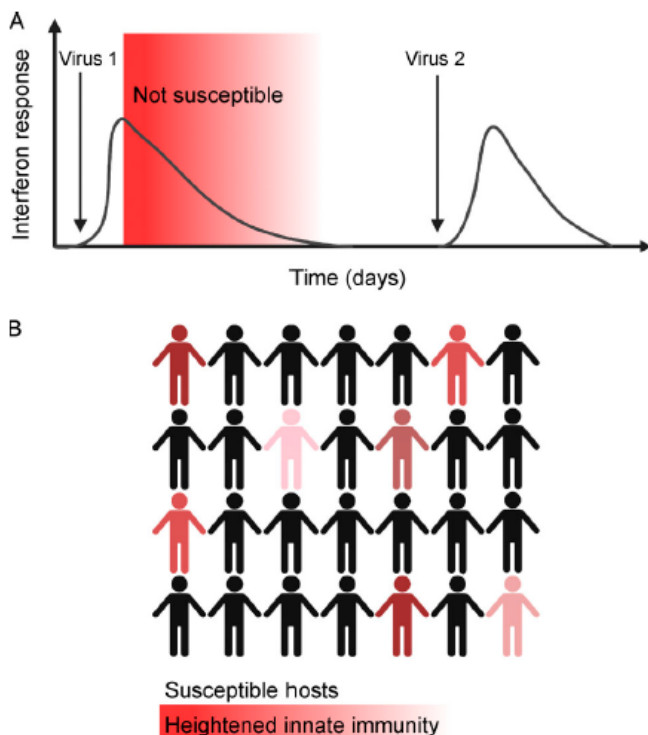 A
Virus 1
Virus 2
Not susceptible
Interferon response
Time (days)
B
Susceptible hosts
Heightened innate immunity